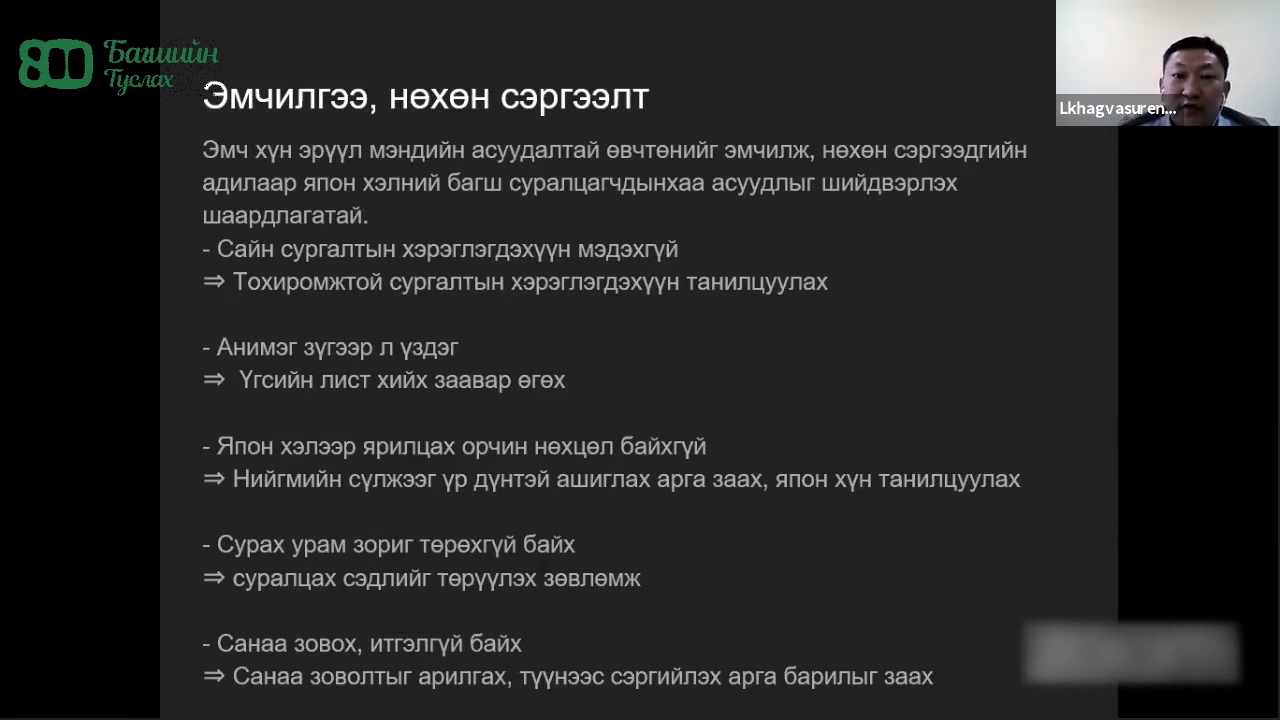 800 Багшийн
Туслах
Lkhagvasuren...
Эмчилгээ, нөхөн сэргээлт
Эмч хүн эрүүл мэндийн асуудалтай өвчтөнийг эмчилж, нөхөн сэргээдгийн
адилаар япон хэлний багш суралцагчдынхаа асуудлыг шийдвэрлэх
шаардлагатай.
- Сайн сургалтын хэрэглэгдэхүүн мэдэхгүй
⇒ Тохиромжтой сургалтын хэрэглэгдэхүүн танилцуулах
- Анимэг зүгээр л үздэг
⇒ Үгсийн лист хийх заавар өгөх
- Япон хэлээр ярилцах орчин нөхцөл байхгүй
⇒ Нийгмийн сүлжээг үр дүнтэй ашиглах арга заах, япон хүн танилцуулах
- Сурах урам зориг төрөхгүй байх
⇒ суралцах сэдлийг төрүүлэх зөвлөмж
- Санаа зовох, итгэлгүй байх
⇒ Санаа зоволтыг арилгах, түүнээс сэргийлэх арга барилыг заах